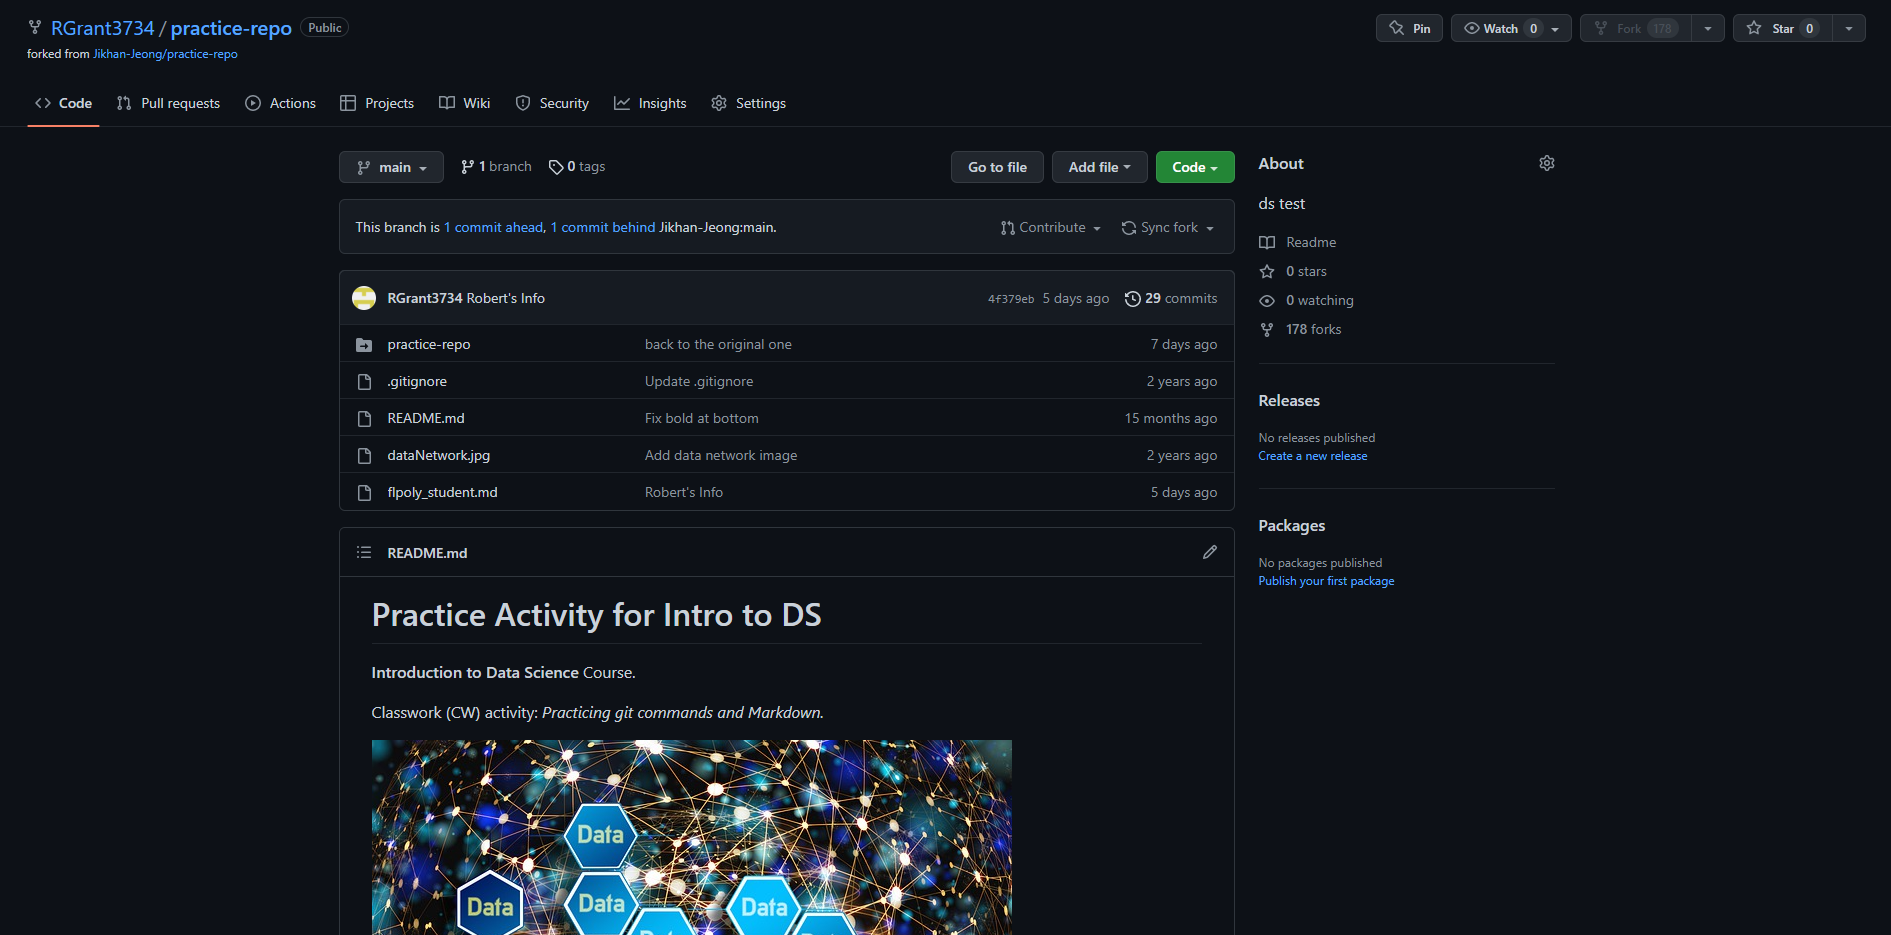 RGrant3734 / practice-repo Public
Pin Watch 0 Fork 178 Star 0
forked from Jikhan-Jeong/practice-repo
Code Pull requests Actions Projects Wiki Security Insights Settings
main 1 branch 0 tags Go to file Add file Code
This branch is 1 commit ahead, 1 commit behind Jikhan-Jeong:main. Contribute Sync fork
RGrant3734 Robert's Info 4f379eb 5 days ago 29 commits
practice-repo back to the original one 7 days ago
.gitignore Update .gitignore 2 years ago
README.md Fix bold at bottom 15 months ago
dataNetwork.jpg Add data network image 2 years ago
flpoly_student.md Robert's Info 5 days ago
README.md
Practice Activity for Intro to DS
Introduction to Data Science Course.
Classwork (CW) activity: Practicing git commands and Markdown.
Data
Data
Data
Data
About
ds test
Readme
0 stars
0 watching
178 forks
Releases
No releases published
Create a new release
Packages
No packages published
Publish your first package